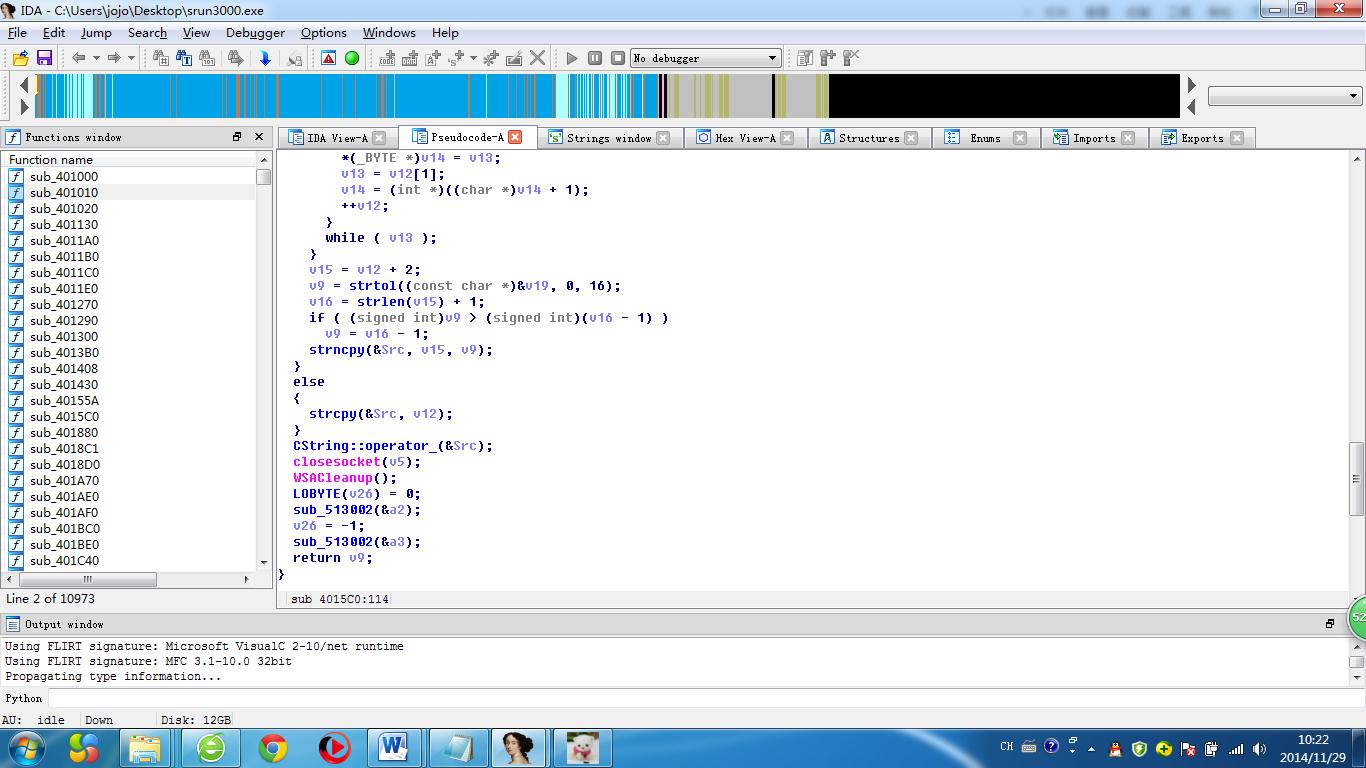 IDA - C:\Users\jojo\Desktop\srun3000.exe
File Edit Jump Search View Debugger Options Windows Help
No debugger
Functions window
IDA View-A Pseudocode-A Strings window Hex View-A Structures Enums Imports Exports
Function name
sub_401000
sub_401010
sub_401020
sub_401130
sub_4011A0
sub_4011B0
sub_4011C0
sub_4011E0
sub_401270
sub_401290
sub_401300
sub_4013B0
sub_401408
sub_401430
sub_40155A
sub_4015C0
sub_401880
sub_4018C1
sub_4018D0
sub_401A70
sub_401AE0
sub_401AF0
sub_401BC0
sub_401BE0
sub_401C40
Line 2 of 10973
*(_BYTE *)v14 = v13;
v13 = v12[1];
v14 = (int *)((char *)v14 + 1);
++v12;
}
while ( v13 );
}
v15 = v12 + 2;
v9 = strtol((const char *)&v19, 0, 16);
v16 = strlen(v15) + 1;
if ( (signed int)v9 > (signed int)(v16 - 1) )
v9 = v16 - 1;
strncpy(&Src, v15, v9);
}
else
{
strcpy(&Src, v12);
}
CString::operator_(&Src);
closesocket(v5);
WSACleanup();
LOBYTE(v26) = 0;
sub_513002(&a2);
v26 = -1;
sub_513002(&a3);
return v9;
}
sub 4015C0:114
Output window
Using FLIRT signature: Microsoft VisualC 2-10/net runtime
Using FLIRT signature: MFC 3.1-10.0 32bit
Propagating type information...
Python
AU: idle Down Disk: 12GB
52
CH
10:22
2014/11/29